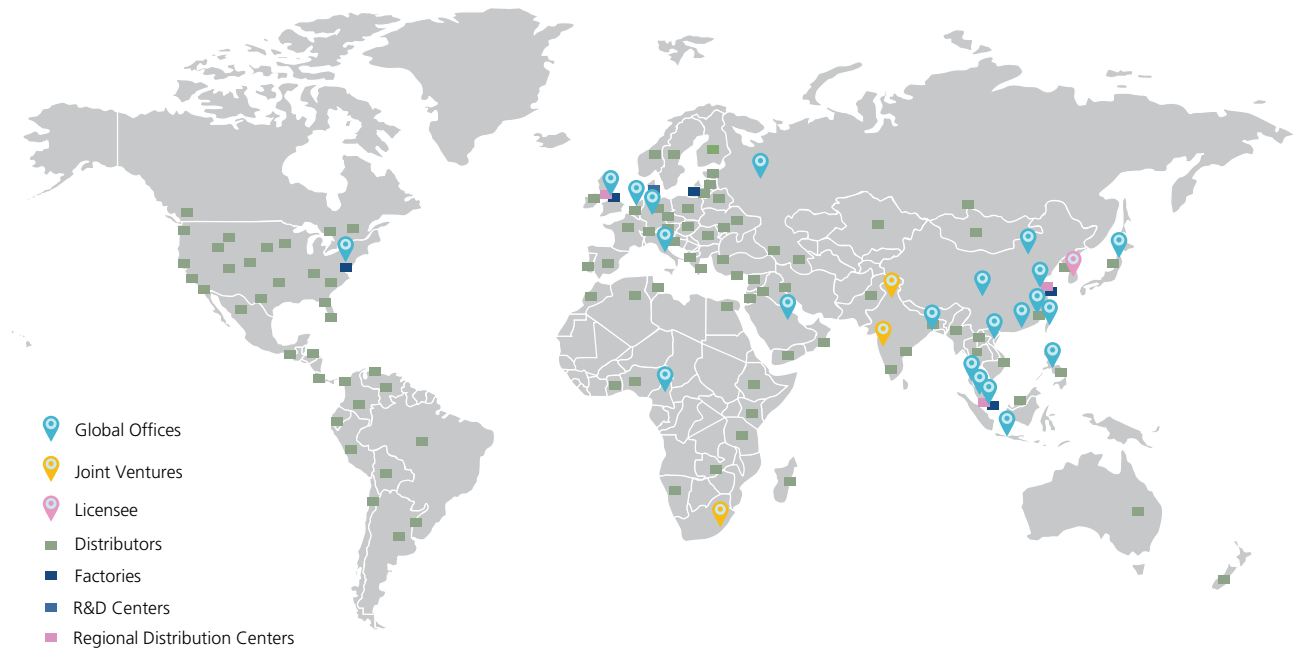 Global Offices
Joint Ventures
Licensee
Distributors
Factories
R&D Centers
Regional Distribution Centers